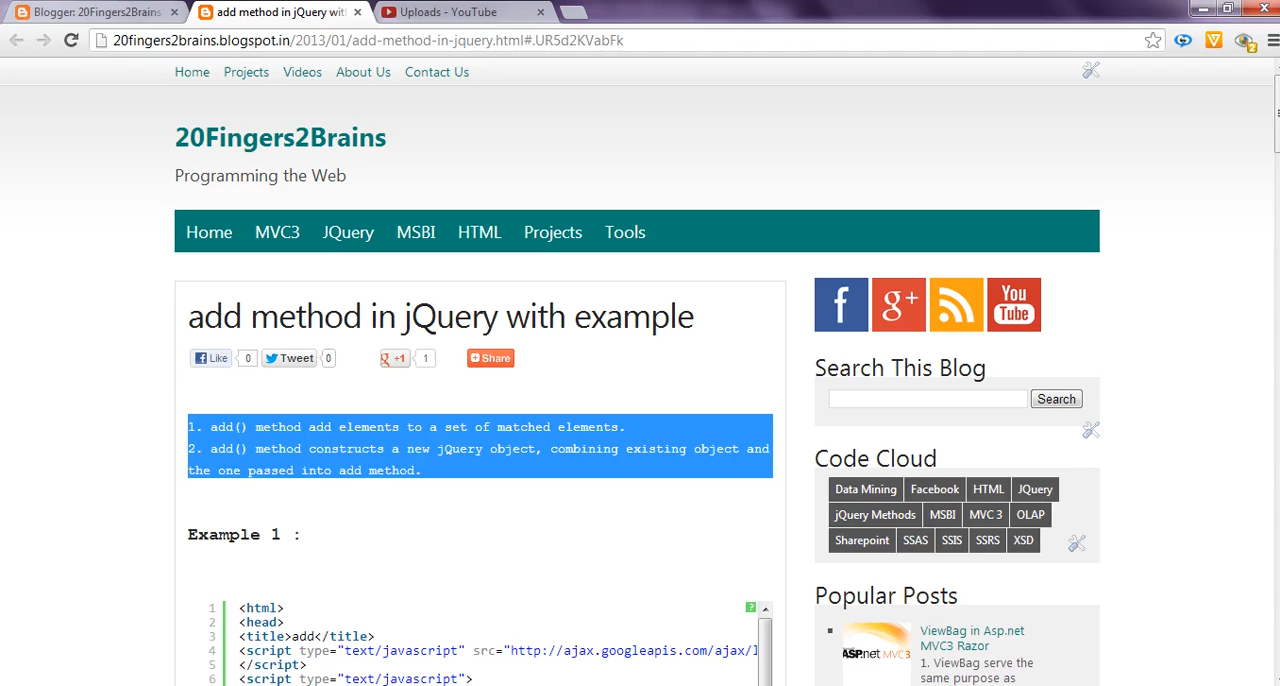 Blogger: 20Fingers2Brains
add method in jQuery wit
Uploads - YouTube
20fingers2brains.blogspot.in/2013/01/add-method-in-jquery.html#.UR5d2KVabFk
2
Home Projects Videos About Us Contact Us
20Fingers2Brains
Programming the Web
Home MVC3 JQuery MSBI HTML Projects Tools
add method in jQuery with example
Like 0 Tweet 0 +1 1 Share
1. add() method add elements to a set of matched elements.
2. add() method constructs a new jQuery object, combining existing object and
the one passed into add method.
Example 1 :
1 <html>
2 <head>
3 <title>add</title>
4 <script type="text/javascript" src="http://ajax.googleapis.com/ajax/l
5 </script>
6 <script type="text/javascript">
?
f g+ You Tube
Search This Blog
Search
Code Cloud
Data Mining Facebook HTML JQuery
jQuery Methods MSBI MVC 3 OLAP
Sharepoint SSAS SSIS SSRS XSD
Popular Posts
ASP.net MVC3
ViewBag in Asp.net
MVC3 Razor
1. ViewBag serve the
same purpose as